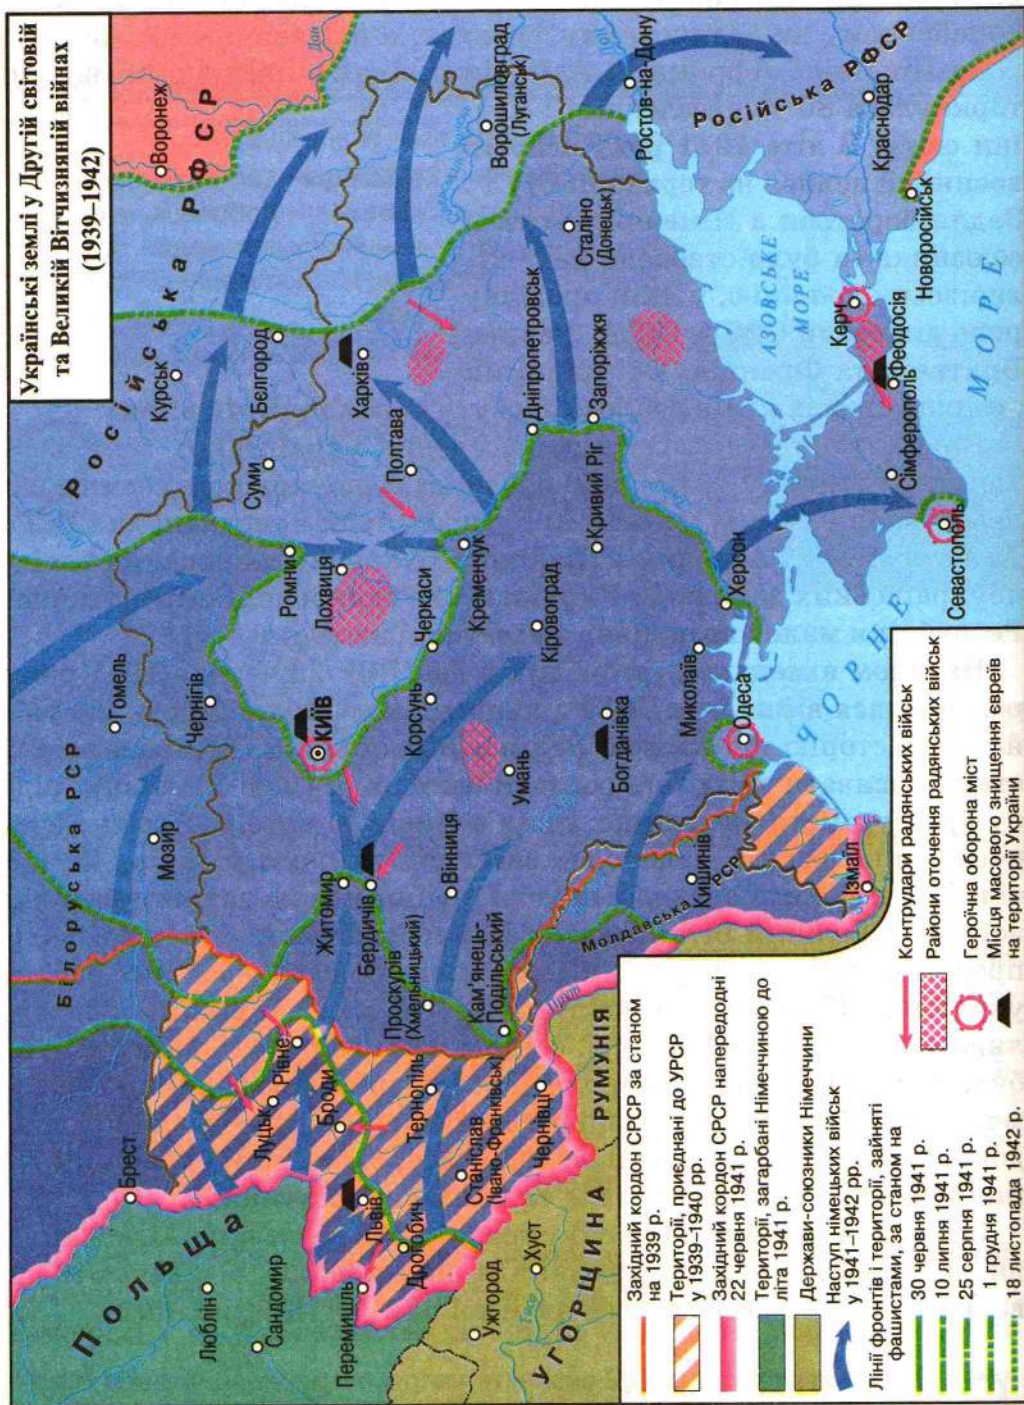 Українські землі у Другій світовій
та Великій Вітчизняній війнах
(1939–1942)
Російська РФСР
Воронеж
Дон
Курськ
Бєлгород
Суми
Харків
Полтава
Ворошиловград
(Луганськ)
Дон
Ростов-на-Дону
Російська РФСР
Краснодар
Новоросійськ
Сталіно
(Донецьк)
Дніпропетровськ
Запоріжжя
Кривий Ріг
АЗОВСЬКЕ
МОРЕ
Керч
Феодосія
Сімферополь
Севастополь
ЧОРНЕ МОРЕ
Білоруська РСР
Гомель
Мозир
Чернігів
Ромни
Лохвиця
КИЇВ
Черкаси
Кременчук
Корсунь
Кіровоград
Умань
Богданівка
Миколаїв
Херсон
Одеса
Житомир
Бердичів
Вінниця
Проскурів
(Хмельницький)
Кам'янець-
Подільський
Молдавська РСР
Кишинів
Ізмаїл
Прут
Брест
Луцьк
Рівне
Броди
Львів
Тернопіль
Дрогобич
Станіслав
(Івано-Франківськ)
Чернівці
Польща
Люблін
Сандомир
Перемишль
Ужгород
Хуст
УГОРЩИНА
РУМУНІЯ
Західний кордон СРСР за станом
на 1939 р.
Території, приєднані до УРСР
у 1939–1940 рр.
Західний кордон СРСР напередодні
22 червня 1941 р.
Території, загарбані Німеччиною до
літа 1941 р.
Держави-союзники Німеччини
Наступ німецьких військ
у 1941–1942 рр.
Лінії фронтів і території, зайняті
фашистами, за станом на
30 червня 1941 р.
10 липня 1941 р.
25 серпня 1941 р.
1 грудня 1941 р.
18 листопада 1942 р.
Контрудари радянських військ
Райони оточення радянських військ
Героїчна оборона міст
Місця масового знищення євреїв
на території України